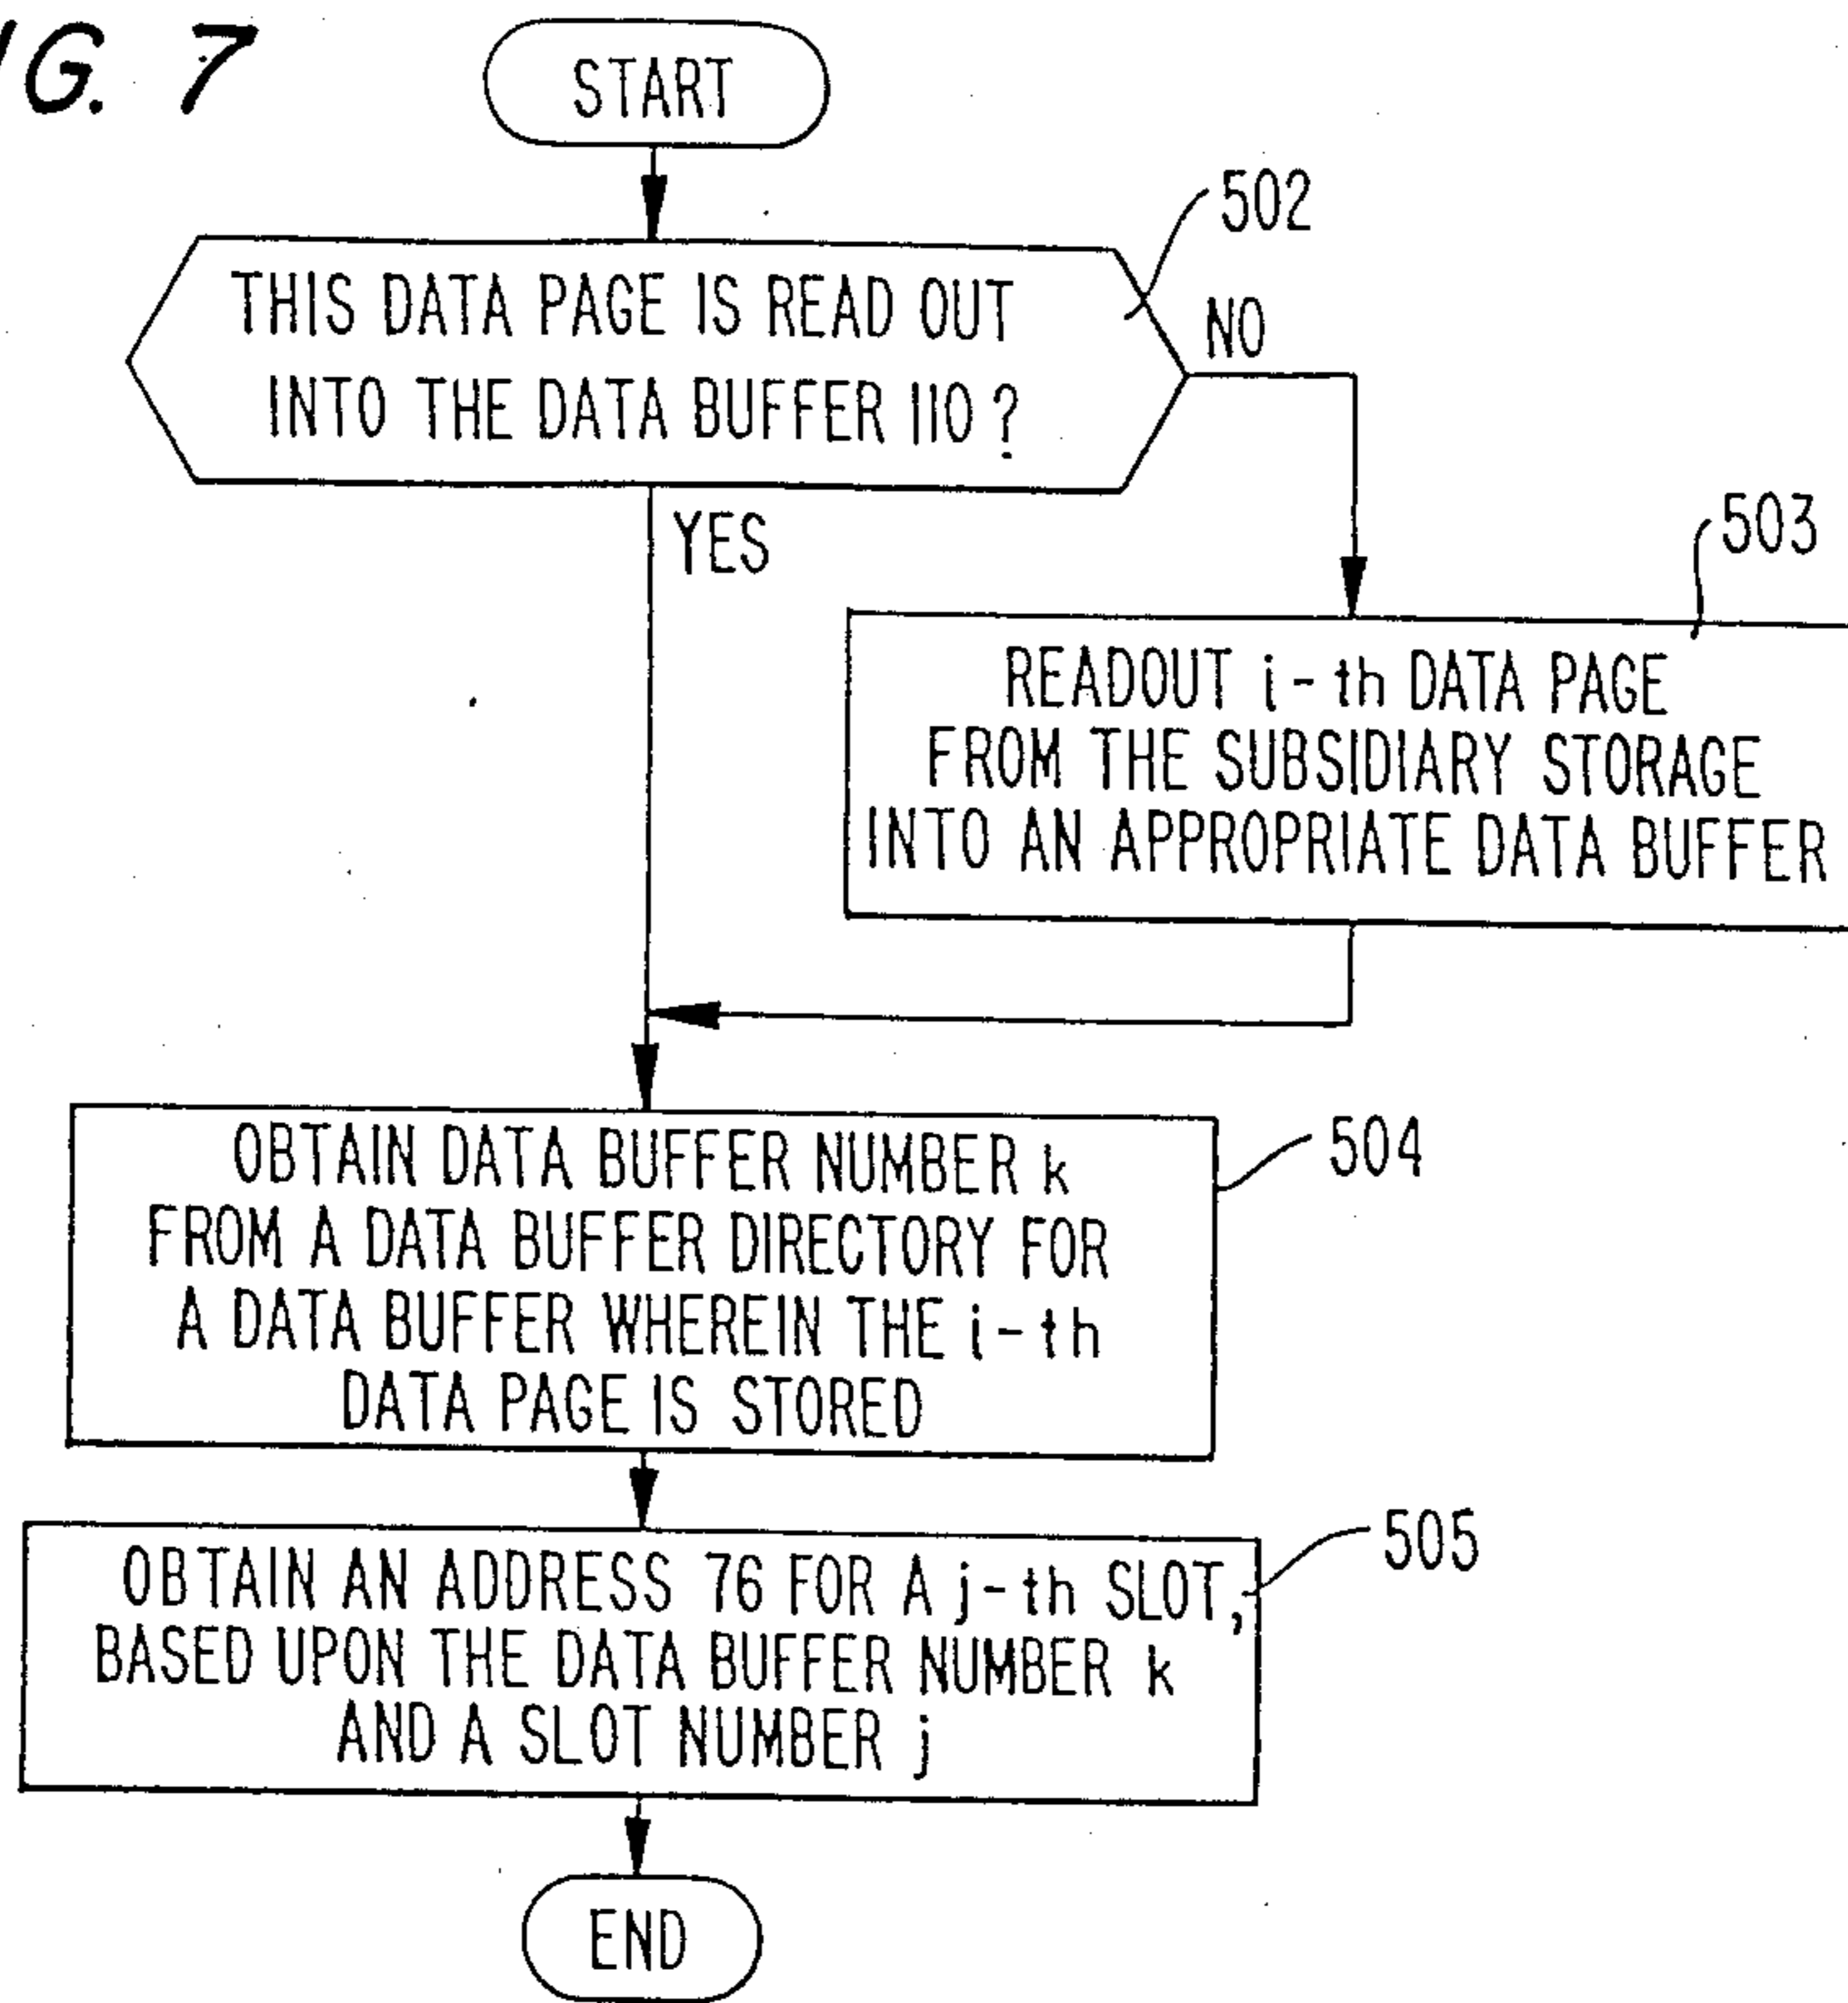 G. 7
START
502
THIS DATA PAGE IS READ OUT
INTO THE DATA BUFFER 110?
NO
YES
503
READOUT i-th DATA PAGE
FROM THE SUBSIDIARY STORAGE
INTO AN APPROPRIATE DATA BUFFER
OBTAIN DATA BUFFER NUMBER k
FROM A DATA BUFFER DIRECTORY FOR
A DATA BUFFER WHEREIN THE i-th
DATA PAGE IS STORED
504
OBTAIN AN ADDRESS 76 FOR A j-th SLOT,
BASED UPON THE DATA BUFFER NUMBER k
AND A SLOT NUMBER j
505
END